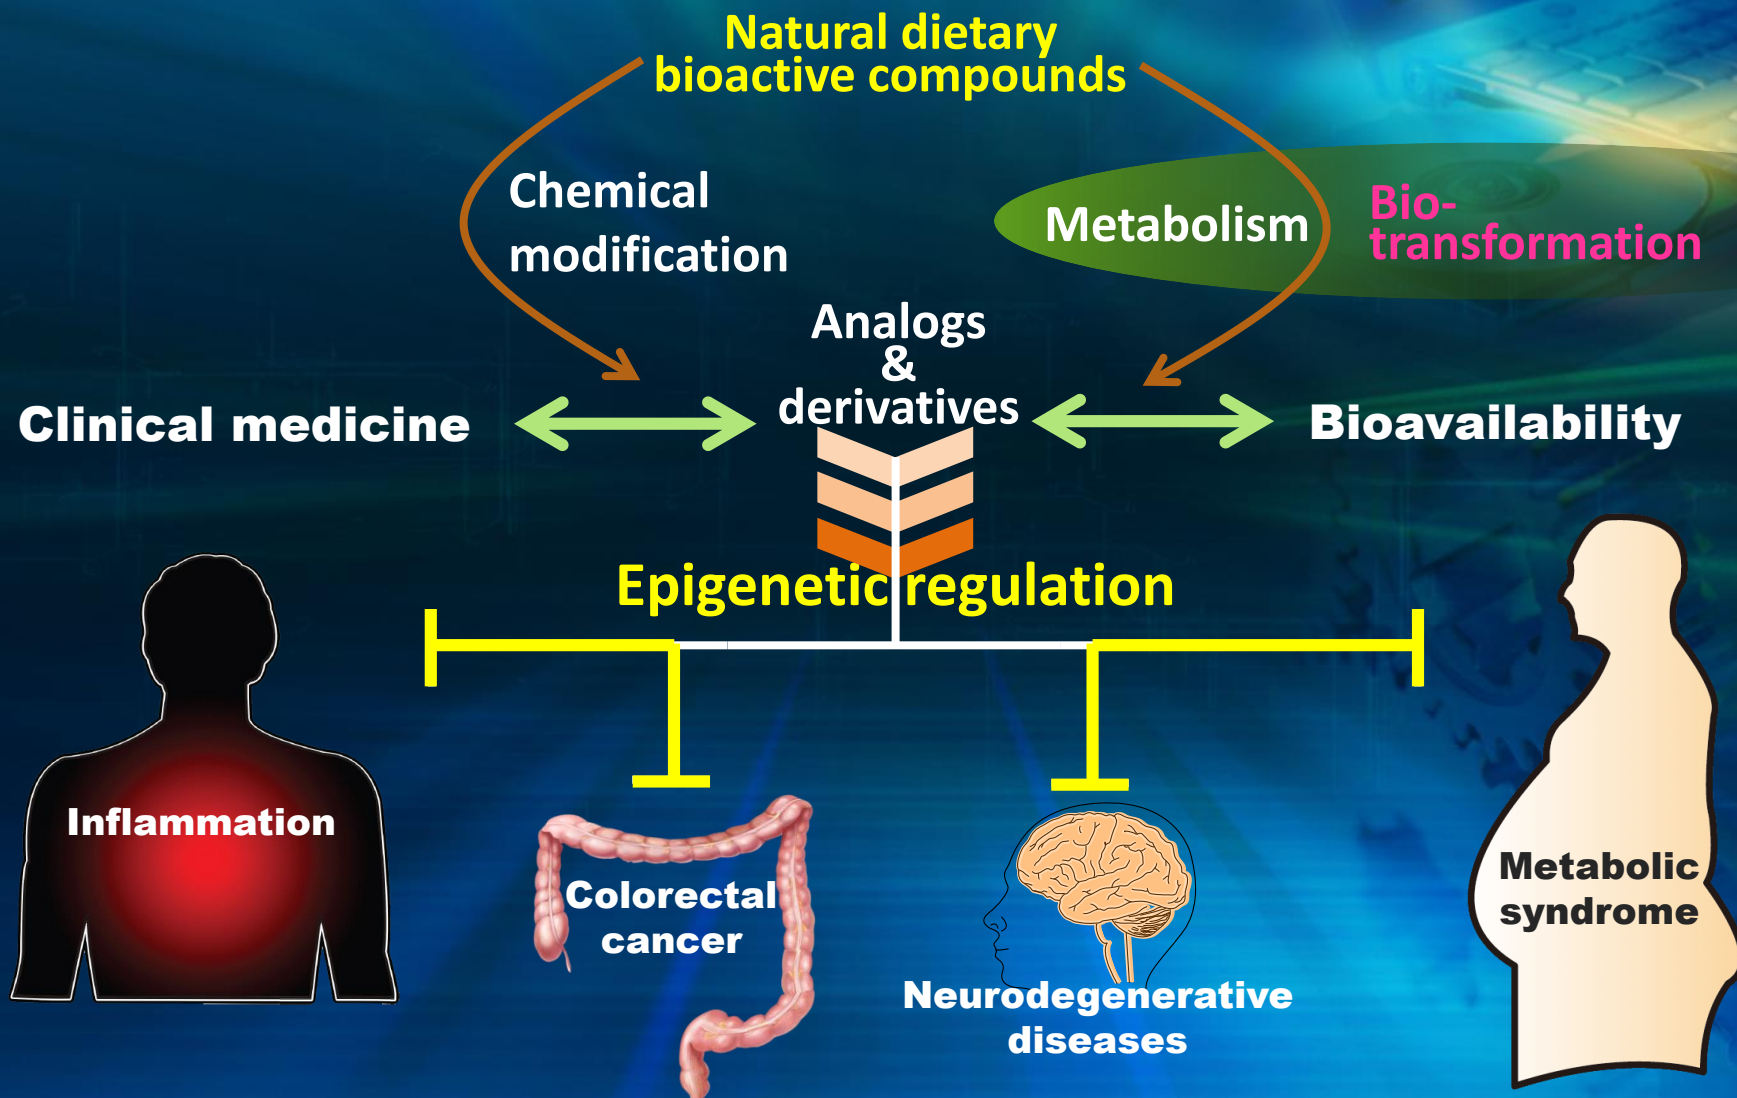 Natural dietary
bioactive compounds
Chemical
modification
Metabolism
Bio-
transformation
Analogs
&
derivatives
Clinical medicine
Bioavailability
Epigenetic regulation
Inflammation
Colorectal
cancer
Neurodegenerative
diseases
Metabolic
syndrome